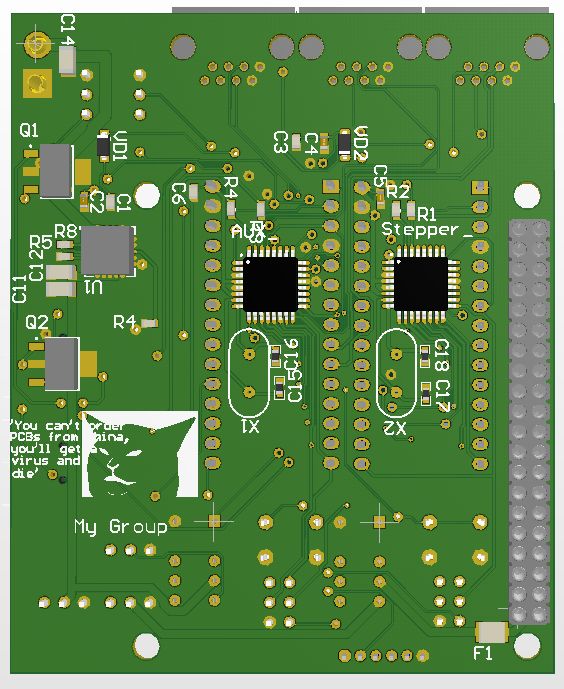 C14
Q1
VD1
C3
C4
VD2
C2
C1
C6
R4
C5
R2
R1
R8
R5
C12
C11
U1
AUX
Stepper_
Q2
R4
C16
C15
X1
C18
C17
X2
'You can't order
PCBs from China,
you'll get a
virus and
die'
My Group
F1